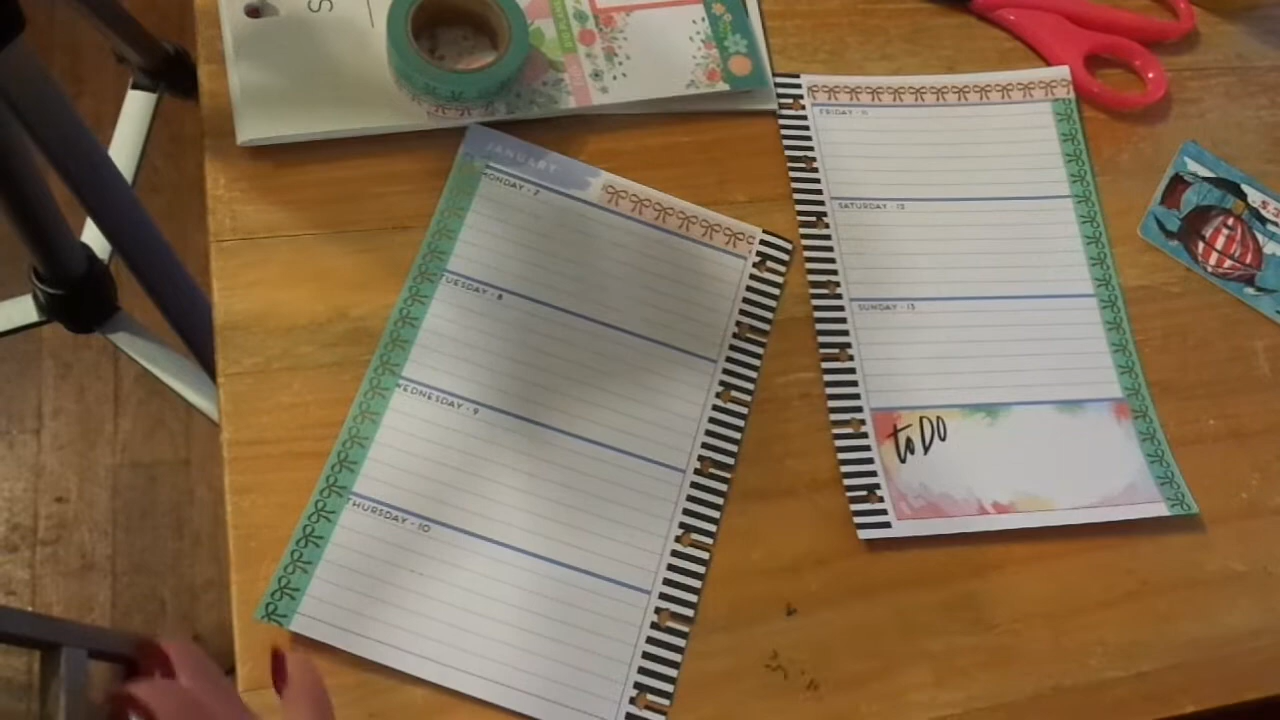 S
JANUARY
MONDAY · 7
TUESDAY · 8
WEDNESDAY · 9
THURSDAY · 10
FRIDAY · 11
SATURDAY · 12
SUNDAY · 13
to DO